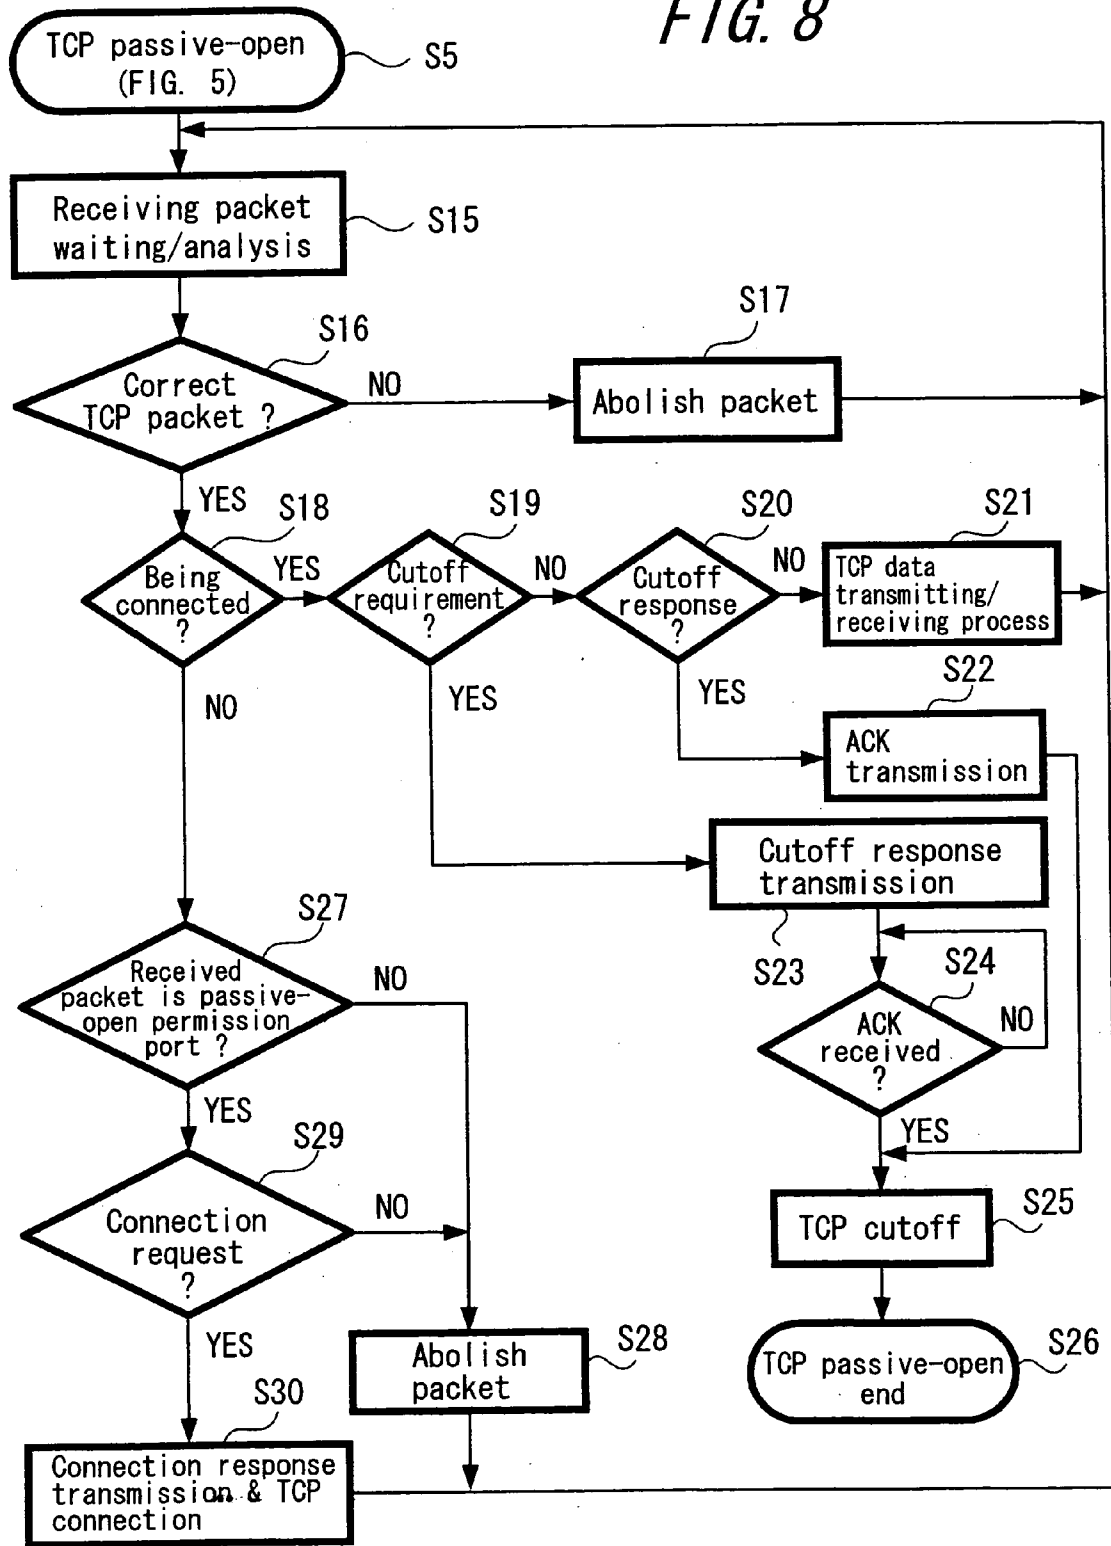 FIG. 8
TCP passive-open
(FIG. 5)
S5
Receiving packet
waiting/analysis
S15
S16
Correct
TCP packet ?
NO
S17
Abolish packet
YES
S18
Being
connected
?
YES
S19
Cutoff
requirement
?
NO
S20
Cutoff
response
?
NO
S21
TCP data
transmitting/
receiving process
NO
YES
YES
S22
ACK
transmission
Cutoff response
transmission
S23
S24
ACK
received
?
NO
YES
S27
Received
packet is passive-
open permission
port ?
NO
YES
S29
Connection
request
?
NO
YES
TCP cutoff
S25
Abolish
packet
S28
TCP passive-open
end
S26
S30
Connection response
transmission & TCP
connection